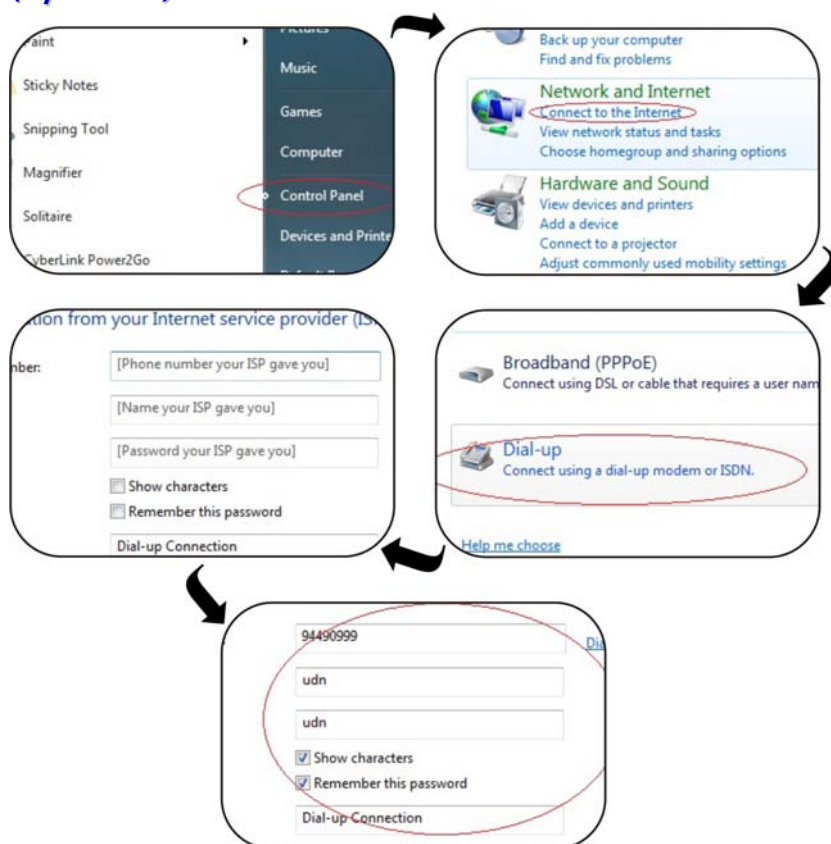 Paint
Sticky Notes
Snipping Tool
Magnifier
Solitaire
CyberLink Power2Go
Pictures
Music
Games
Computer
Control Panel
Devices and Printe
Back up your computer
Find and fix problems
Network and Internet
Connect to the Internet
View network status and tasks
Choose homegroup and sharing options
Hardware and Sound
View devices and printers
Add a device
Connect to a projector
Adjust commonly used mobility settings
Broadband (PPPoE)
Connect using DSL or cable that requires a user nam
Dial-up
Connect using a dial-up modem or ISDN.
Help me choose
from your Internet service provider
mber:
[Phone number your ISP gave you]
[Name your ISP gave you]
[Password your ISP gave you]
Show characters
Remember this password
Dial-up Connection
94490999
Dia
udn
udn
Show characters
Remember this password
Dial-up Connection